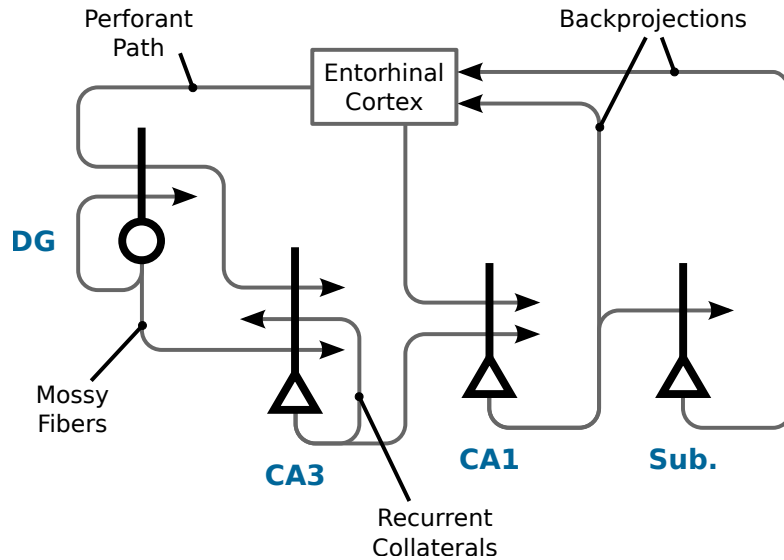 Perforant
Path
Backprojections
Entorhinal
Cortex
DG
Mossy
Fibers
CA3
CA1
Sub.
Recurrent
Collaterals